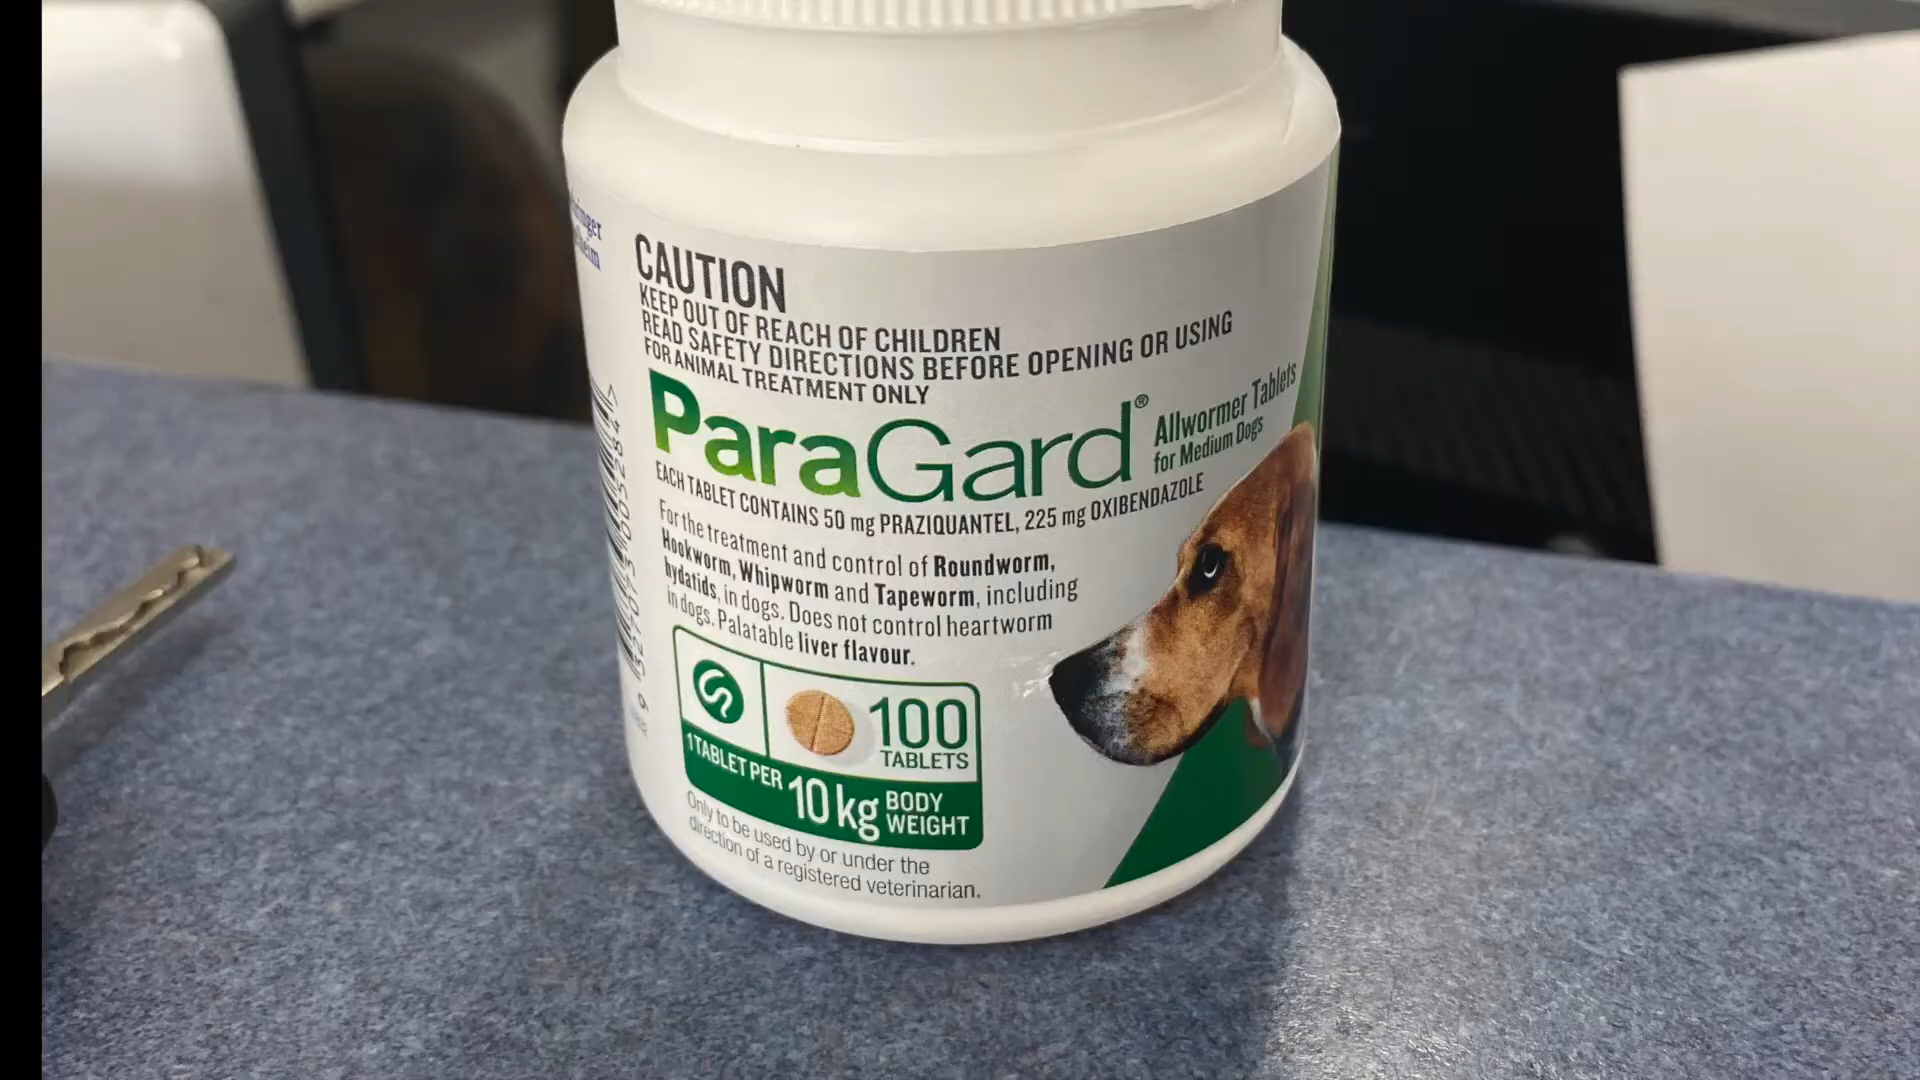 CAUTION
KEEP OUT OF REACH OF CHILDREN
READ SAFETY DIRECTIONS BEFORE OPENING OR USING
FOR ANIMAL TREATMENT ONLY
ParaGard®
Allwormer Tablets
for Medium Dogs
EACH TABLET CONTAINS 50 mg PRAZIQUANTEL, 225 mg OXIBENDAZOLE
For the treatment and control of Roundworm,
Hookworm, Whipworm and Tapeworm, including
hydatids, in dogs. Does not control heartworm
in dogs. Palatable liver flavour.
100
TABLETS
1 TABLET PER 10 kg BODY WEIGHT
Only to be used by or under the
direction of a registered veterinarian.